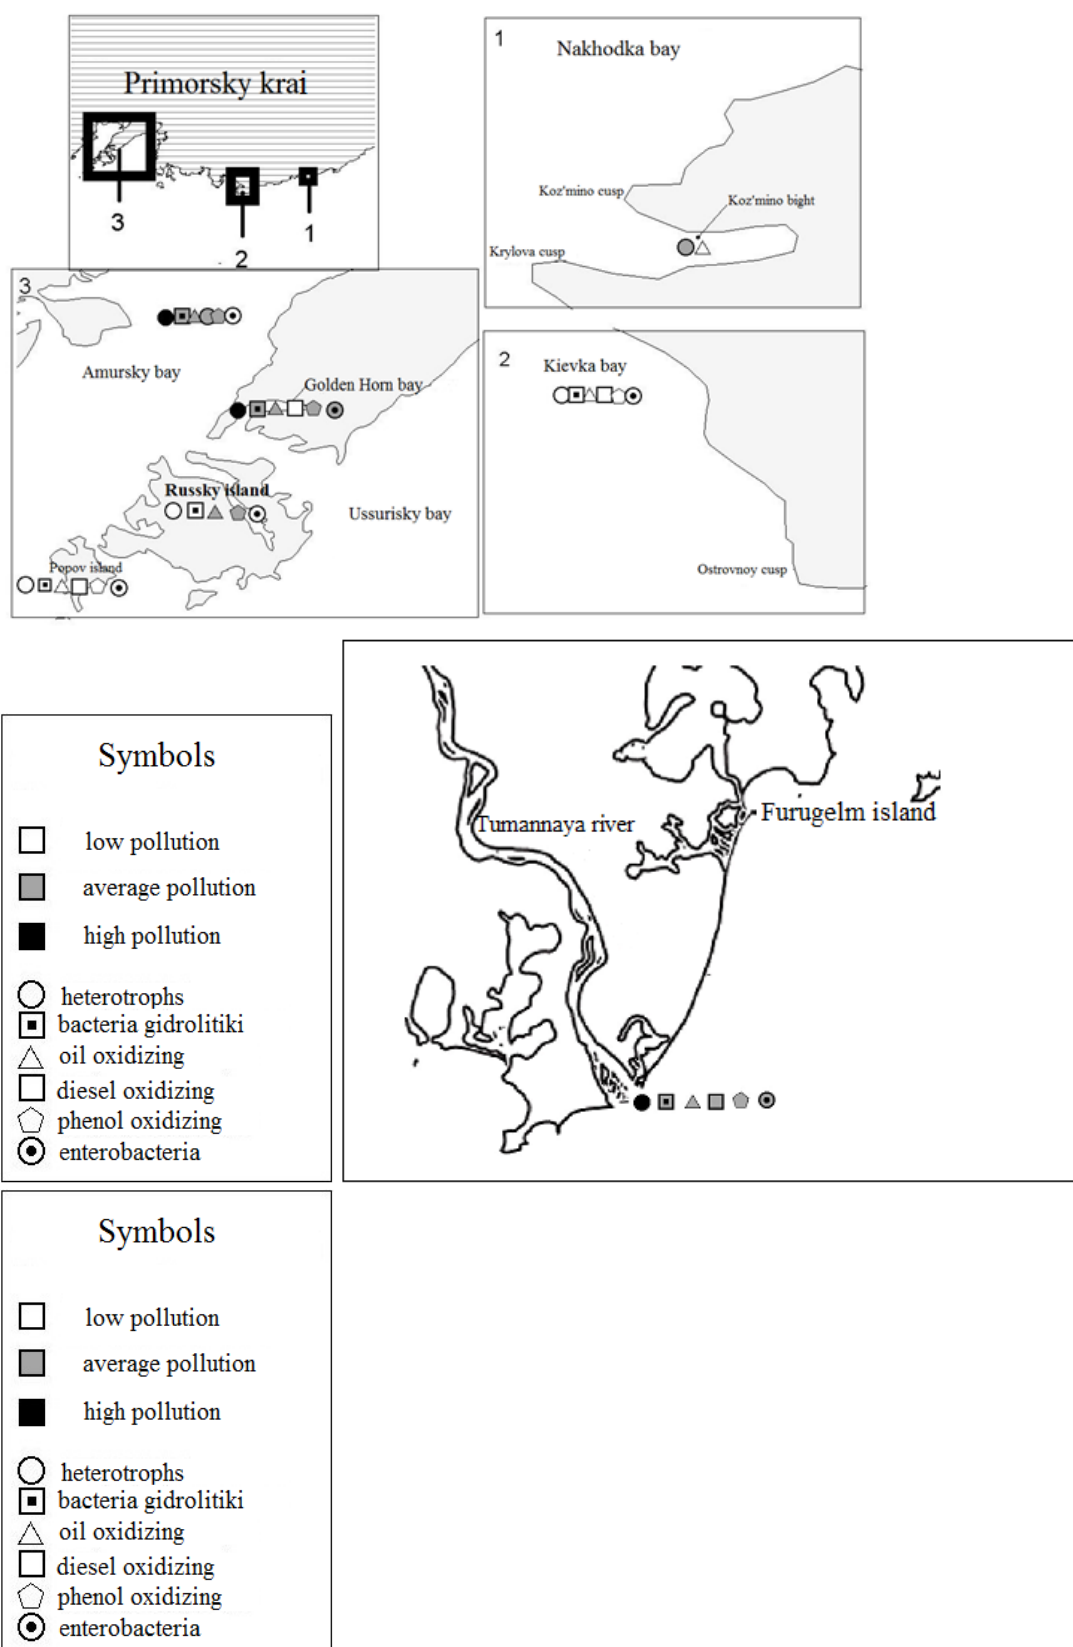 Primorsky krai
3
2
1
1
Nakhodka bay
Koz'mino cusp
Koz'mino bight
Krylova cusp
3
Amursky bay
Golden Horn bay
Russky island
Ussurisky bay
Popov island
2
Kievka bay
Ostrovnoy cusp
Symbols
low pollution
average pollution
high pollution
heterotrophs
bacteria gidrolitiki
oil oxidizing
diesel oxidizing
phenol oxidizing
enterobacteria
Tumannaya river
Furugelm island
Symbols
low pollution
average pollution
high pollution
heterotrophs
bacteria gidrolitiki
oil oxidizing
diesel oxidizing
phenol oxidizing
enterobacteria